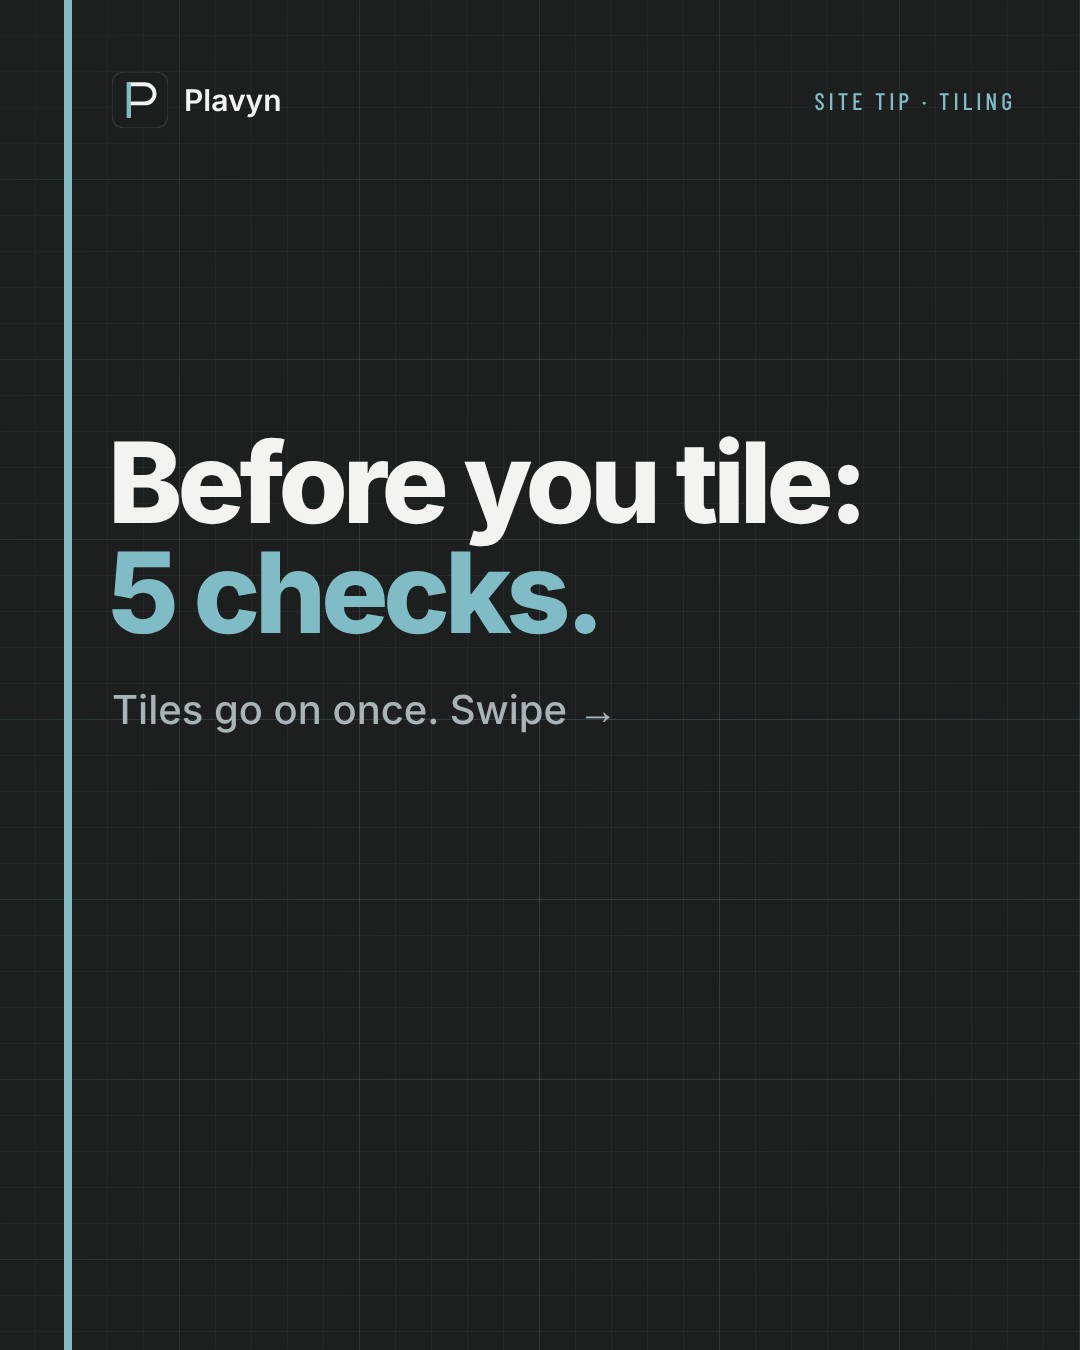 Plavyn
SITE TIP · TILING
Before you tile:
5 checks.
Tiles go on once. Swipe →